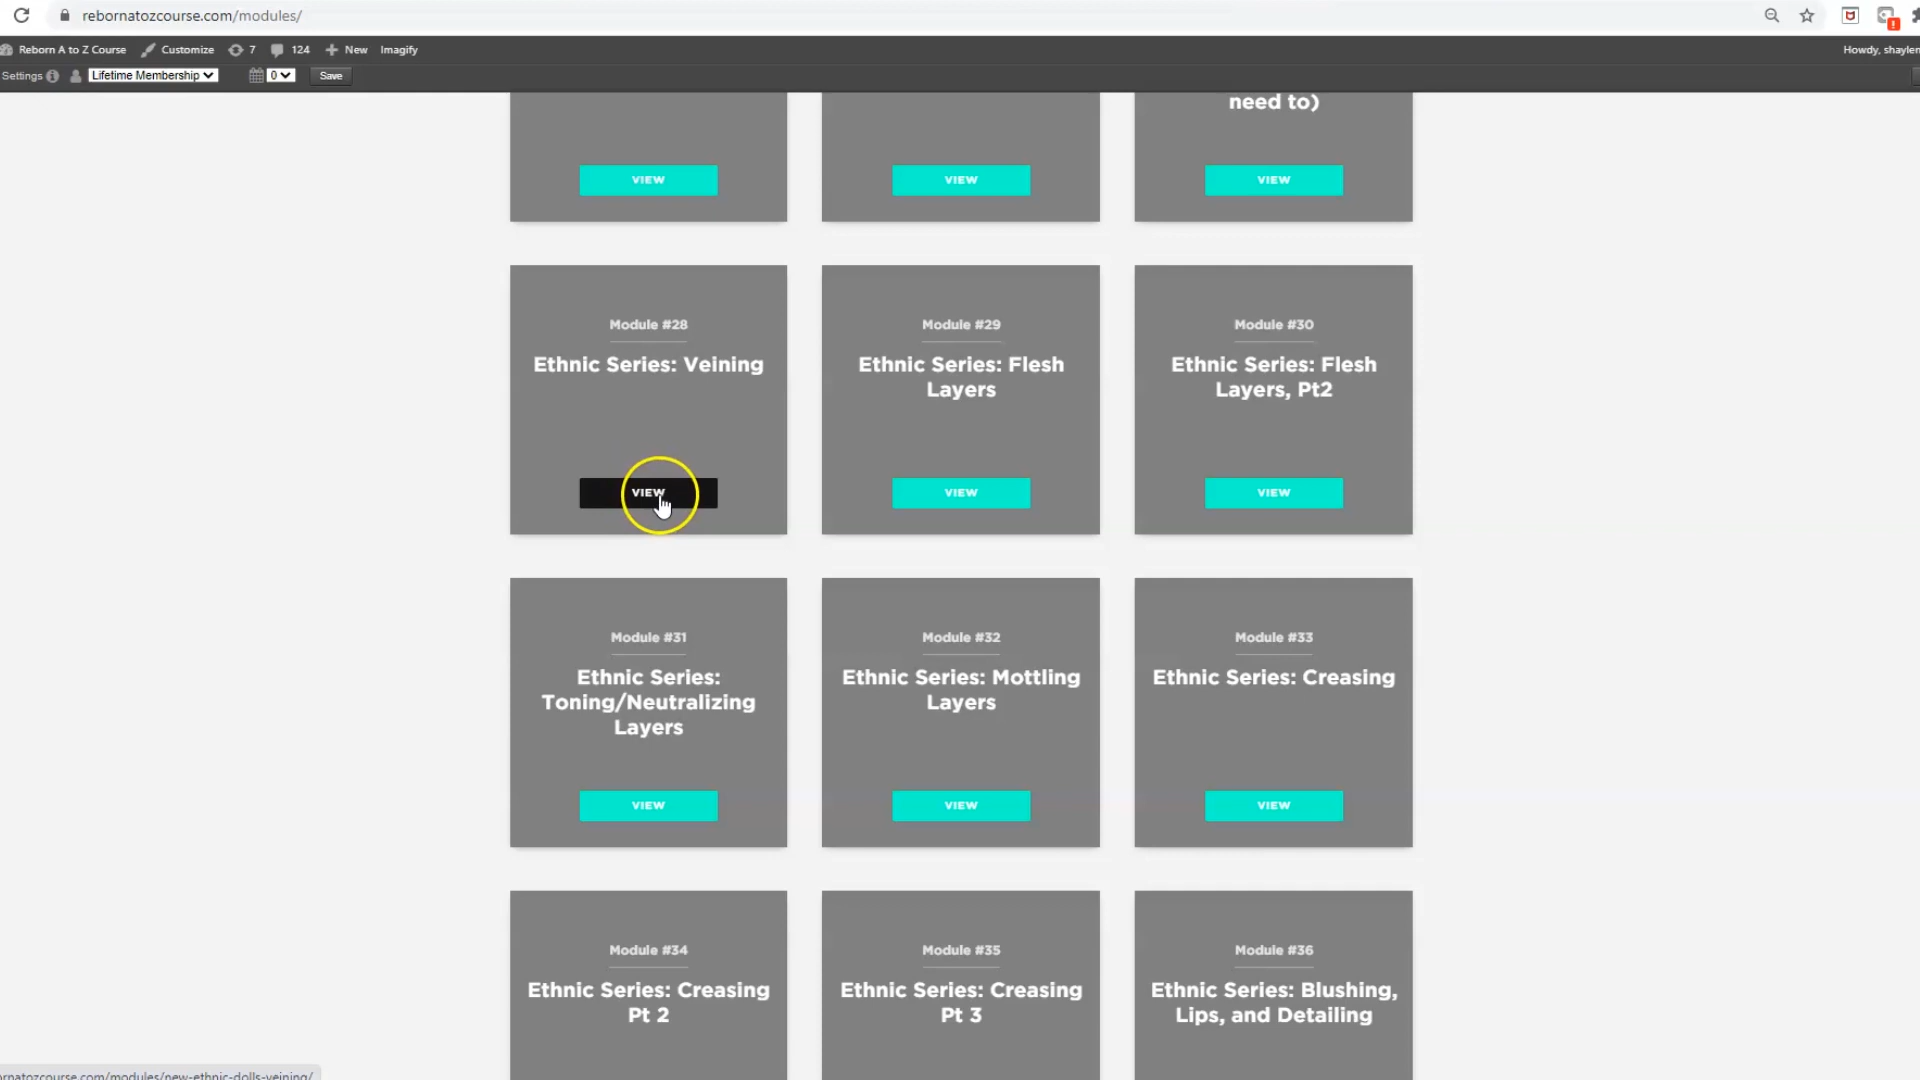 rebornatozcourse.com/modules/
Reborn A to Z Course Customize 7 124 New Imagify Howdy, shaylen
Settings Lifetime Membership 0 Save
need to)
VIEW VIEW VIEW
Module #28
Ethnic Series: Veining
VIEW
Module #29
Ethnic Series: Flesh
Layers
VIEW
Module #30
Ethnic Series: Flesh
Layers, Pt2
VIEW
Module #31
Ethnic Series:
Toning/Neutralizing
Layers
VIEW
Module #32
Ethnic Series: Mottling
Layers
VIEW
Module #33
Ethnic Series: Creasing
VIEW
Module #34
Ethnic Series: Creasing
Pt 2
Module #35
Ethnic Series: Creasing
Pt 3
Module #36
Ethnic Series: Blushing,
Lips, and Detailing
ornatozcourse.com/modules/new-ethnic-dolls-veining/